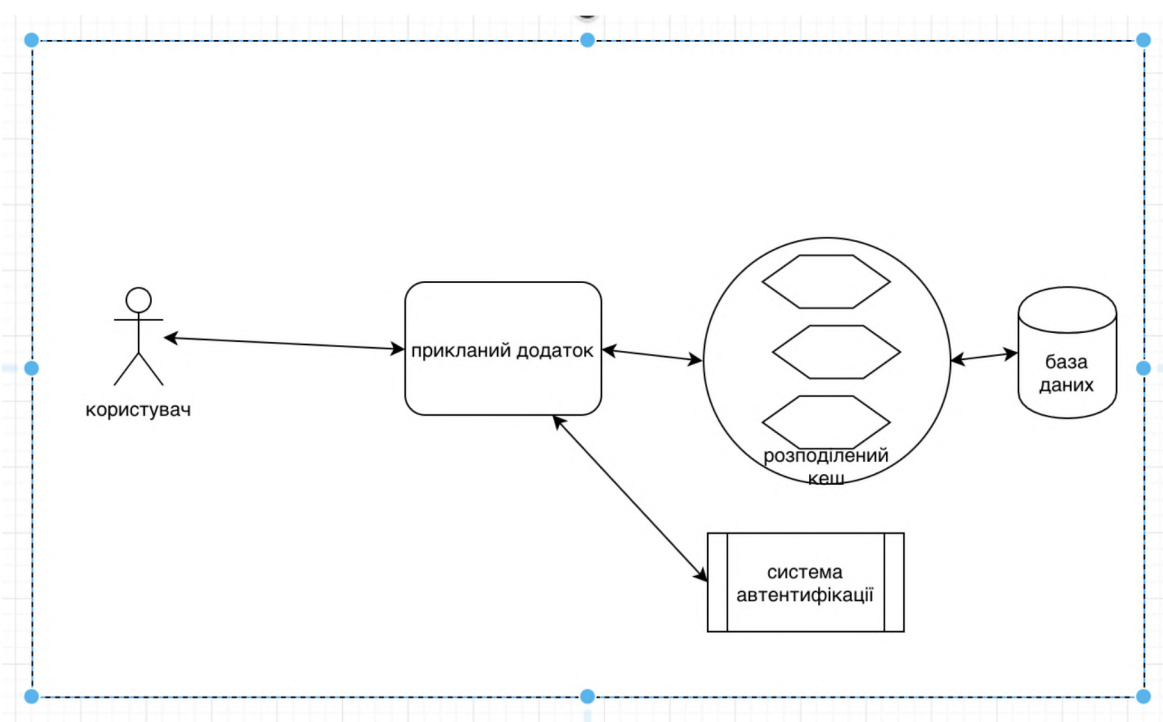 користувач
прикланий додаток
розподілений
кеш
база
даних
система
автентифікації